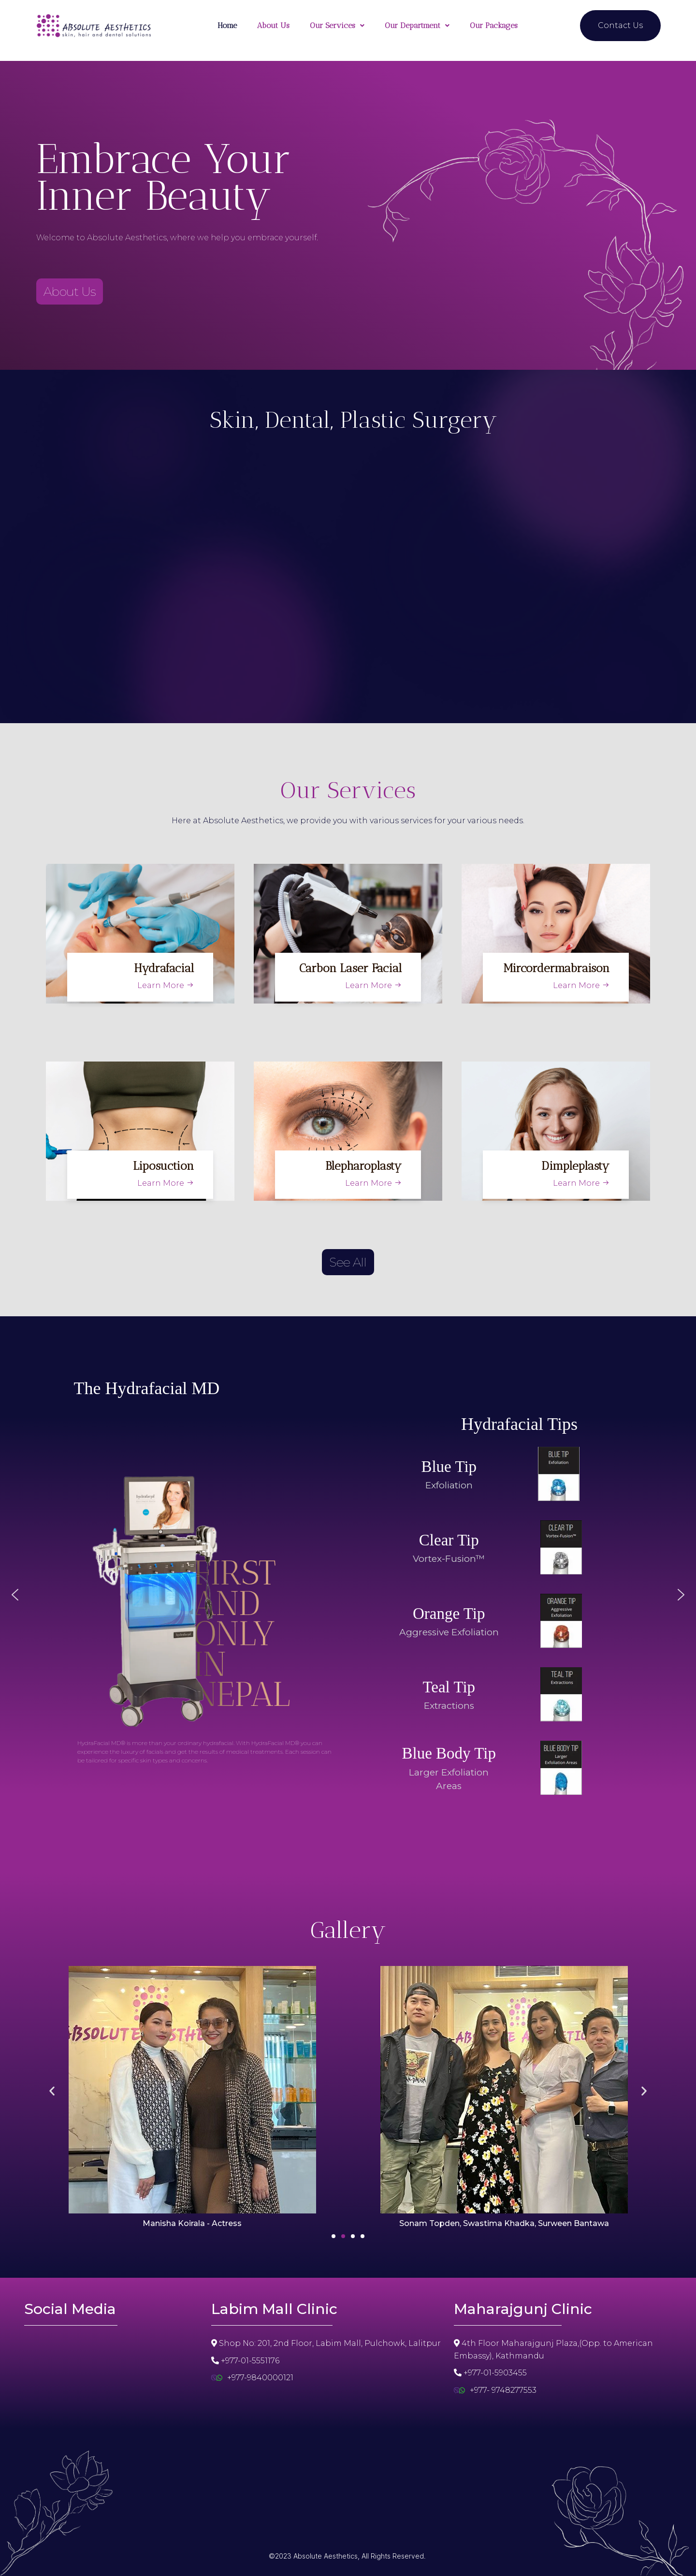 ABSOLUTE AESTHETICS
skin, hair and dental solutions
Home
About Us
Our Services
Our Department
Our Packages
Contact Us
Embrace Your
Inner Beauty
Welcome to Absolute Aesthetics, where we help you embrace yourself.
About Us
Skin, Dental, Plastic Surgery
Our Services
Here at Absolute Aesthetics, we provide you with various services for your various needs.
Hydrafacial
Learn More →
Carbon Laser Facial
Learn More →
Mircordermabraison
Learn More →
Liposuction
Learn More →
Blepharoplasty
Learn More →
Dimpleplasty
Learn More →
See All
The Hydrafacial MD
FIRST
AND
ONLY
IN
NEPAL
HydraFacial MD® is more than your ordinary hydrafacial. With HydraFacial MD® you can
experience the luxury of facials and get the results of medical treatments. Each session can
be tailored for specific skin types and concerns.
Hydrafacial Tips
Blue Tip
Exfoliation
BLUE TIP
Exfoliation
Clear Tip
Vortex-Fusion™
CLEAR TIP
Vortex-Fusion™
Orange Tip
Aggressive Exfoliation
ORANGE TIP
Aggressive
Exfoliation
Teal Tip
Extractions
TEAL TIP
Extractions
Blue Body Tip
Larger Exfoliation
Areas
BLUE BODY TIP
Larger
Exfoliation Areas
Gallery
ABSOLUTE AESTHE
ABSOLUTE AESTHETICS
Manisha Koirala - Actress
Sonam Topden, Swastima Khadka, Surween Bantawa
Social Media
Labim Mall Clinic
Shop No: 201, 2nd Floor, Labim Mall, Pulchowk, Lalitpur
+977-01-5551176
+977-9840000121
Maharajgunj Clinic
4th Floor Maharajgunj Plaza,(Opp. to American
Embassy), Kathmandu
+977-01-5903455
+977- 9748277553
©2023 Absolute Aesthetics, All Rights Reserved.